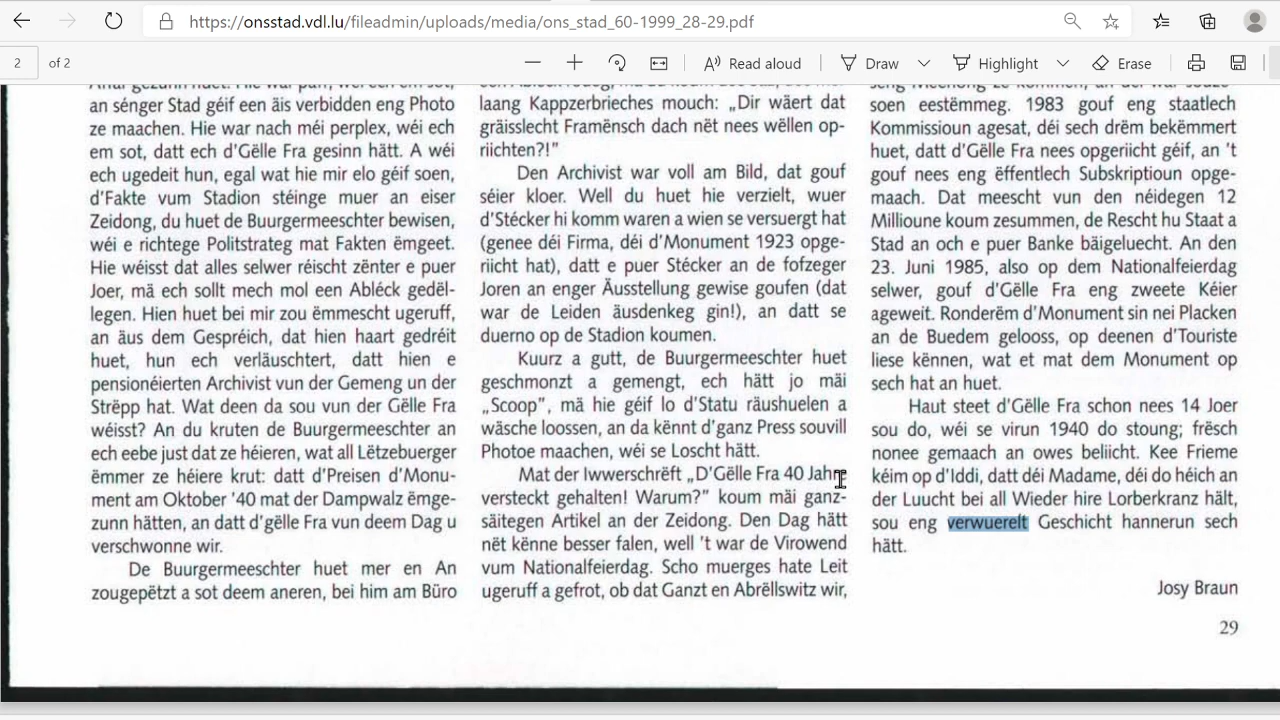 https://onsstad.vdl.lu/fileadmin/uploads/media/ons_stad_60-1999_28-29.pdf
2 of 2
Read aloud
Draw
Highlight
Erase
an sénger Stad géif een äis verbidden eng Photo
ze maachen. Hie war nach méi perplex, wéi ech
em sot, datt ech d'Gëlle Fra gesinn hätt. A wéi
ech ugedeit hun, egal wat hie mir elo géif soen,
d'Fakte vum Stadion stéinge muer an eiser
Zeidong, du huet de Buurgermeeschter bewisen,
wéi e richtege Politstrateg mat Fakten ëmgeet.
Hie wéisst dat alles selwer réischt zënter e puer
Joer, mä ech sollt mech mol een Abléck gedël-
legen. Hien huet bei mir zou ëmmescht ugeruff,
an äus dem Gespréich, dat hien haart gedréit
huet, hun ech verläuschtert, datt hien e
pensionéierten Archivist vun der Gemeng un der
Strëpp hat. Wat deen da sou vun der Gëlle Fra
wéisst? An du kruten de Buurgermeeschter an
ech eebe just dat ze héieren, wat all Lëtzebuerger
ëmmer ze héiere krut: datt d'Preisen d'Monu-
ment am Oktober '40 mat der Dampwalz ëmge-
zunn hätten, an datt d'gëlle Fra vun deem Dag u
verschwonne wir.
De Buurgermeeschter huet mer en An
zougepëtzt a sot deem aneren, bei him am Büro
laang Kappzerbrieches mouch: „Dir wäert dat
gräisslecht Framënsch dach nët nees wëllen op-
riichten?!"
Den Archivist war voll am Bild, dat gouf
séier kloer. Well du huet hie verzielt, wuer
d'Stécker hi komm waren a wien se versuergt hat
(genee déi Firma, déi d'Monument 1923 opge-
riicht hat), datt e puer Stécker an de fofzeger
Joren an enger Äusstellung gewise goufen (dat
war de Leiden äusdenkeg gin!), an datt se
duerno op de Stadion koumen.
Kuurz a gutt, de Buurgermeeschter huet
geschmonzt a gemengt, ech hätt jo mäi
„Scoop", mä hie géif lo d'Statu räushuelen a
wäsche loossen, an da kënnt d'ganz Press souvill
Photoe maachen, wéi se Loscht hätt.
Mat der Iwwerschrëft „D'Gëlle Fra 40 Jahre
versteckt gehalten! Warum?" koum mäi ganz-
säitegen Artikel an der Zeidong. Den Dag hätt
nët kënne besser falen, well 't war de Virowend
vum Nationalfeierdag. Scho muerges hate Leit
ugeruff a gefrot, ob dat Ganzt en Abrëllswitz wir,
soen eestëmmeg. 1983 gouf eng staatlech
Kommissioun agesat, déi sech drëm bekëmmert
huet, datt d'Gëlle Fra nees opgeriicht géif, an 't
gouf nees eng ëffentlech Subskriptioun opge-
maach. Dat meescht vun den néidegen 12
Millioune koum zesummen, de Rescht hu Staat a
Stad an och e puer Banke bäigeluecht. An den
23. Juni 1985, also op dem Nationalfeierdag
selwer, gouf d'Gëlle Fra eng zweete Kéier
ageweit. Ronderëm d'Monument sin nei Placken
an de Buedem gelooss, op deenen d'Touriste
liese kënnen, wat et mat dem Monument op
sech hat an huet.
Haut steet d'Gëlle Fra schon nees 14 Joer
sou do, wéi se virun 1940 do stoung; frësch
nonee gemaach an owes beliicht. Kee Frieme
kéim op d'Iddi, datt déi Madame, déi do héich an
der Luucht bei all Wieder hire Lorberkranz hält,
sou eng verwuerelt Geschicht hannerun sech
hätt.
Josy Braun
29